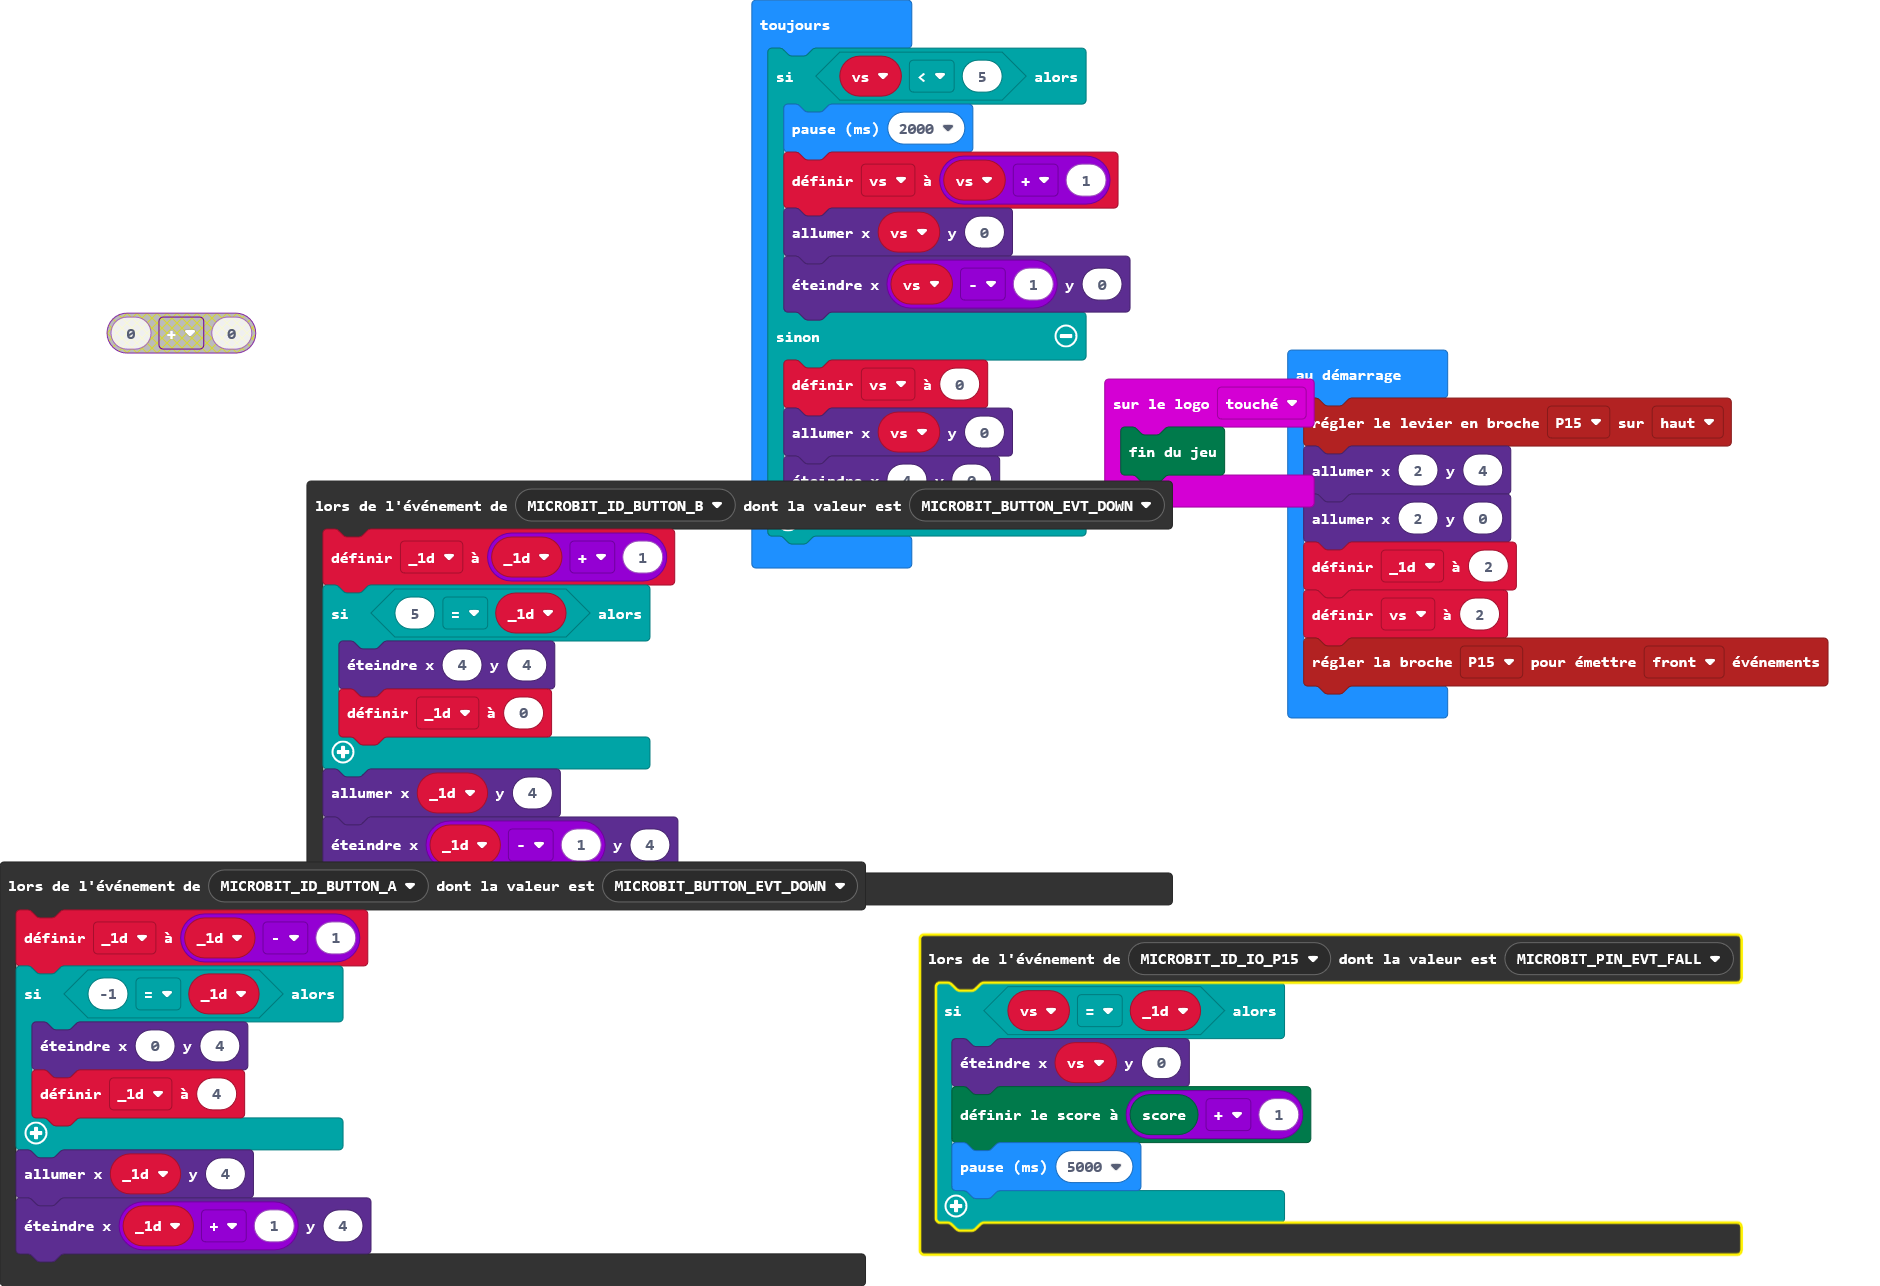 toujours
si vs < 5 alors
pause (ms) 2000
définir vs à vs + 1
allumer x vs y 0
éteindre x vs - 1 y 0
sinon
définir vs à 0
allumer x vs y 0
éteindre x 4 y 0
0 + 0
au démarrage
régler le levier en broche P15 sur haut
allumer x 2 y 4
allumer x 2 y 0
définir _1d à 2
définir vs à 2
régler la broche P15 pour émettre front événements
sur le logo touché
fin du jeu
lors de l'événement de MICROBIT_ID_BUTTON_B dont la valeur est MICROBIT_BUTTON_EVT_DOWN
définir _1d à _1d + 1
si 5 = _1d alors
éteindre x 4 y 4
définir _1d à 0
allumer x _1d y 4
éteindre x _1d - 1 y 4
lors de l'événement de MICROBIT_ID_BUTTON_A dont la valeur est MICROBIT_BUTTON_EVT_DOWN
définir _1d à _1d - 1
si -1 = _1d alors
éteindre x 0 y 4
définir _1d à 4
allumer x _1d y 4
éteindre x _1d + 1 y 4
lors de l'événement de MICROBIT_ID_IO_P15 dont la valeur est MICROBIT_PIN_EVT_FALL
si vs = _1d alors
éteindre x vs y 0
définir le score à score + 1
pause (ms) 5000